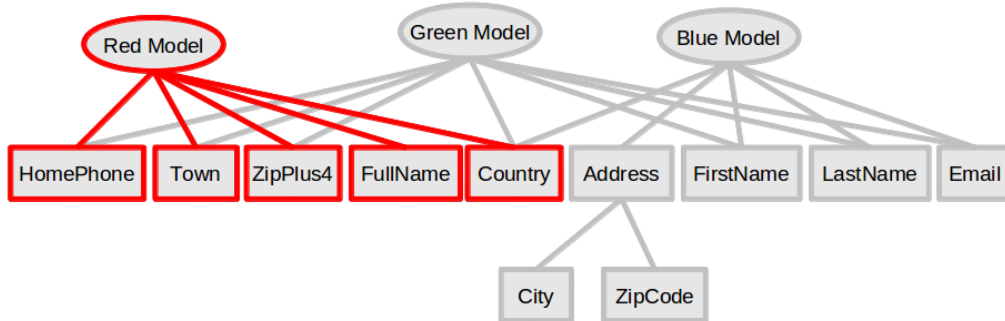 Red Model
Green Model
Blue Model
HomePhone
Town
ZipPlus4
FullName
Country
Address
FirstName
LastName
Email
City
ZipCode